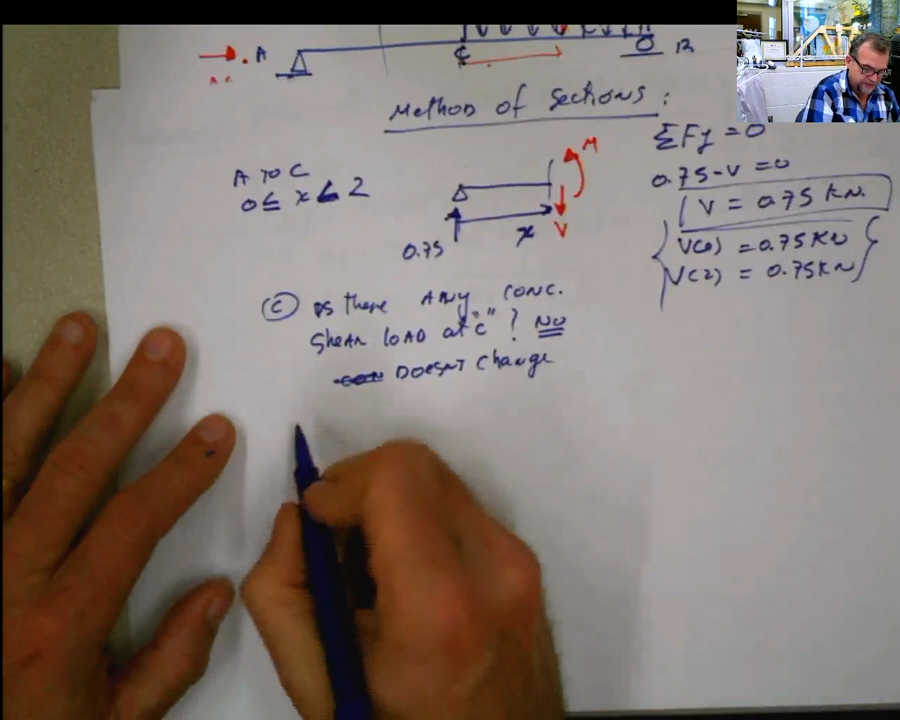 A
C
12
Method of Sections :
ΣFy = 0
A TO C
0 ≤ x < 2
M
0.75 - V = 0
V = 0.75 KN.
0.75
x
V
V(0) = 0.75 KN
V(2) = 0.75 KN
(C) Is there Any conc.
Shear load at "C" ? NO
Doesn't change